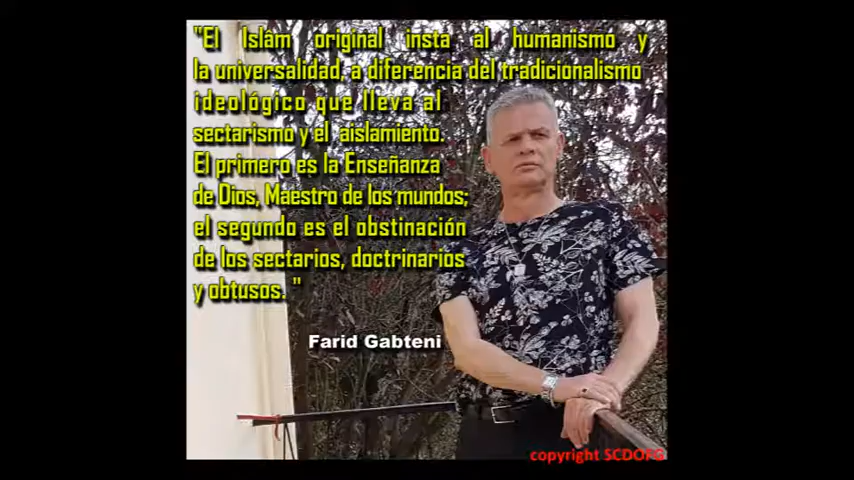 "El Islam original insta al humanismo y
la universalidad, a diferencia del tradicionalismo
ideológico que lleva al
sectarismo y el aislamiento.
El primero es la Enseñanza
de Dios, Maestro de los mundos;
el segundo es el obstinación
de los sectarios, doctrinarios
y obtusos. "
Farid Gabteni
copyright SCDOFG